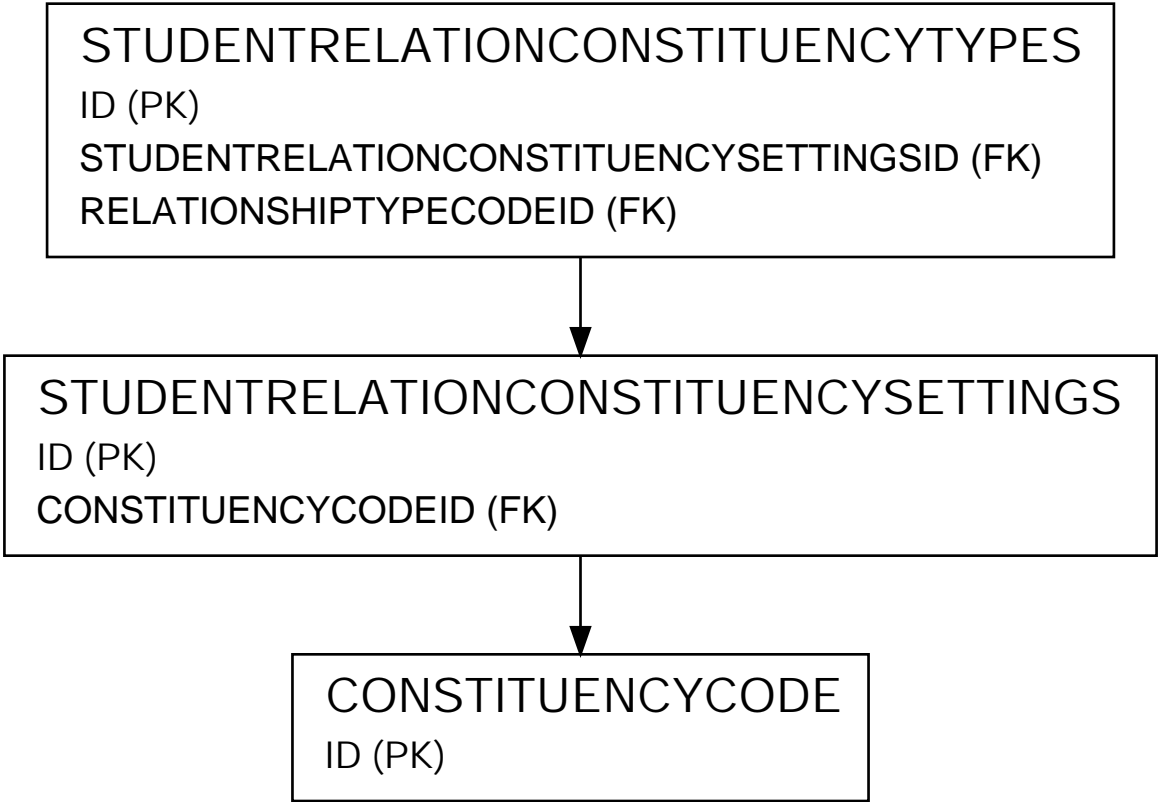 STUDENTRELATIONCONSTITUENCYTYPES
ID (PK)
STUDENTRELATIONCONSTITUENCYSETTINGSID (FK)
RELATIONSHIPTYPECODEID (FK)
STUDENTRELATIONCONSTITUENCYSETTINGS
ID (PK)
CONSTITUENCYCODEID (FK)
CONSTITUENCYCODE
ID (PK)